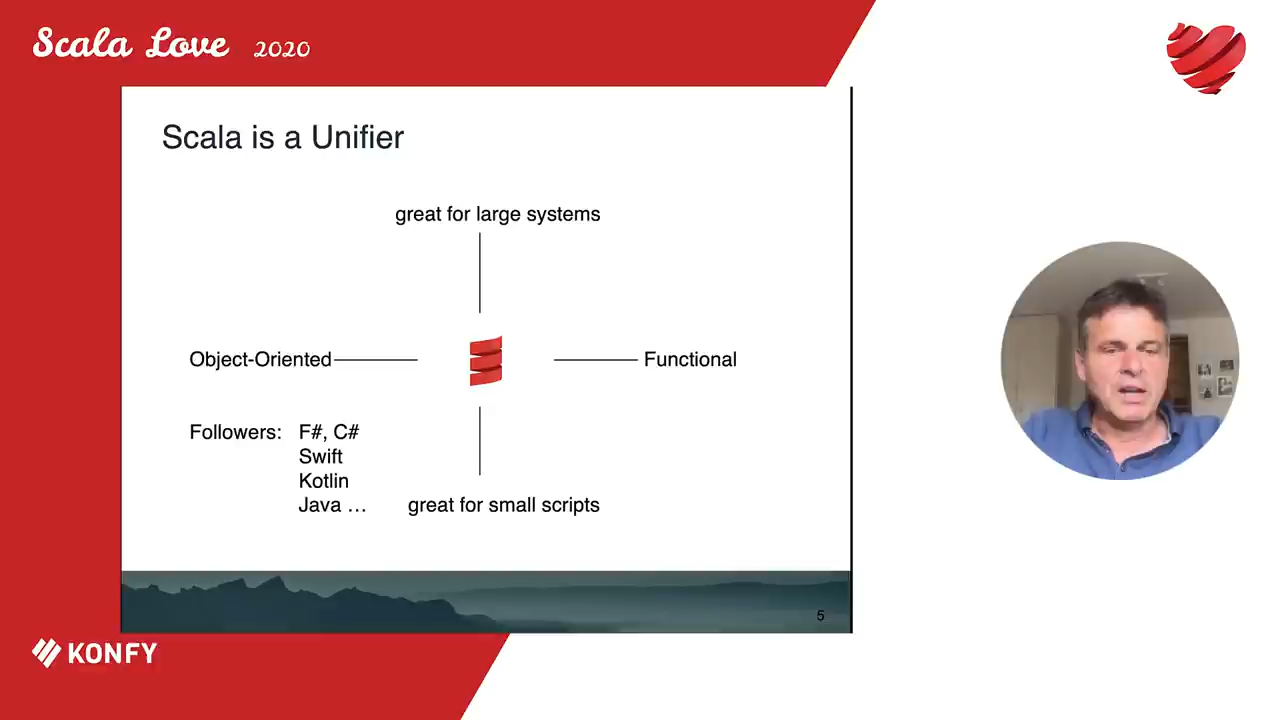 Scala Love 2020
Scala is a Unifier
great for large systems
Object-Oriented
Functional
Followers: F#, C#
Swift
Kotlin
Java …
great for small scripts
5
KONFY